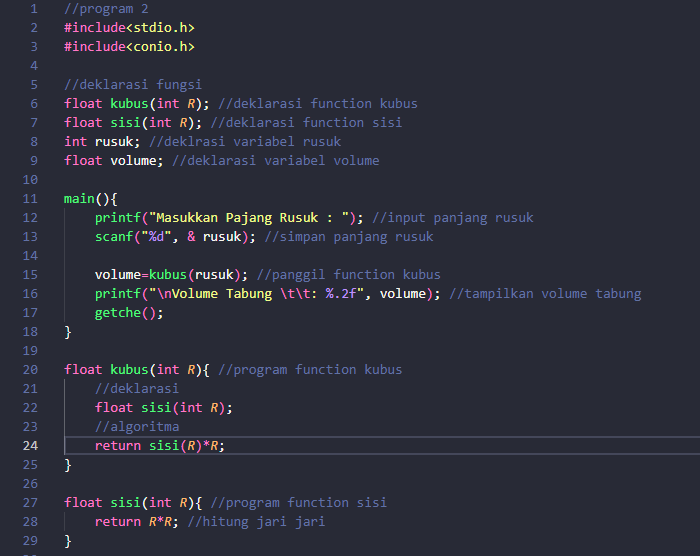 1 //program 2
2 #include<stdio.h>
3 #include<conio.h>
4
5 //deklarasi fungsi
6 float kubus(int R); //deklarasi function kubus
7 float sisi(int R); //deklarasi function sisi
8 int rusuk; //deklrasi variabel rusuk
9 float volume; //deklarasi variabel volume
10
11 main(){
12     printf("Masukkan Pajang Rusuk : "); //input panjang rusuk
13     scanf("%d", & rusuk); //simpan panjang rusuk
14
15     volume=kubus(rusuk); //panggil function kubus
16     printf("\nVolume Tabung \t\t: %.2f", volume); //tampilkan volume tabung
17     getche();
18 }
19
20 float kubus(int R){ //program function kubus
21     //deklarasi
22     float sisi(int R);
23     //algoritma
24     return sisi(R)*R;
25 }
26
27 float sisi(int R){ //program function sisi
28     return R*R; //hitung jari jari
29 }